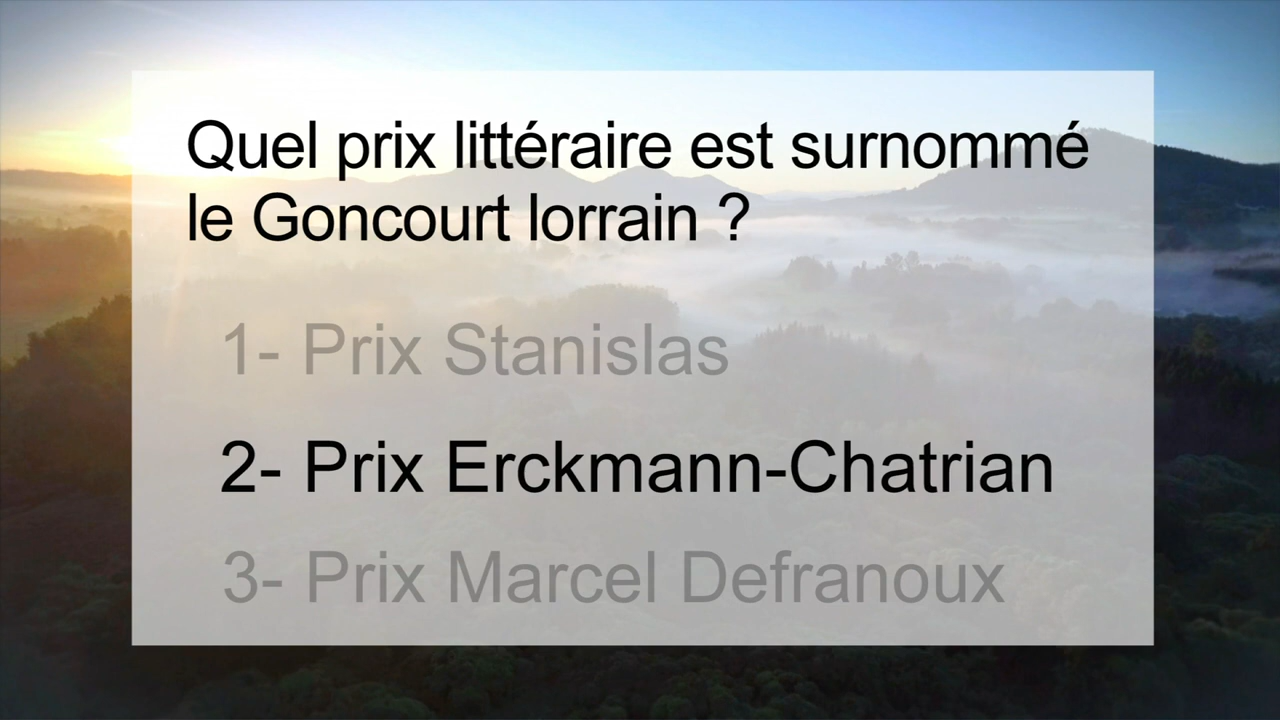 Quel prix littéraire est surnommé
le Goncourt lorrain ?
1- Prix Stanislas
2- Prix Erckmann-Chatrian
3- Prix Marcel Defranoux